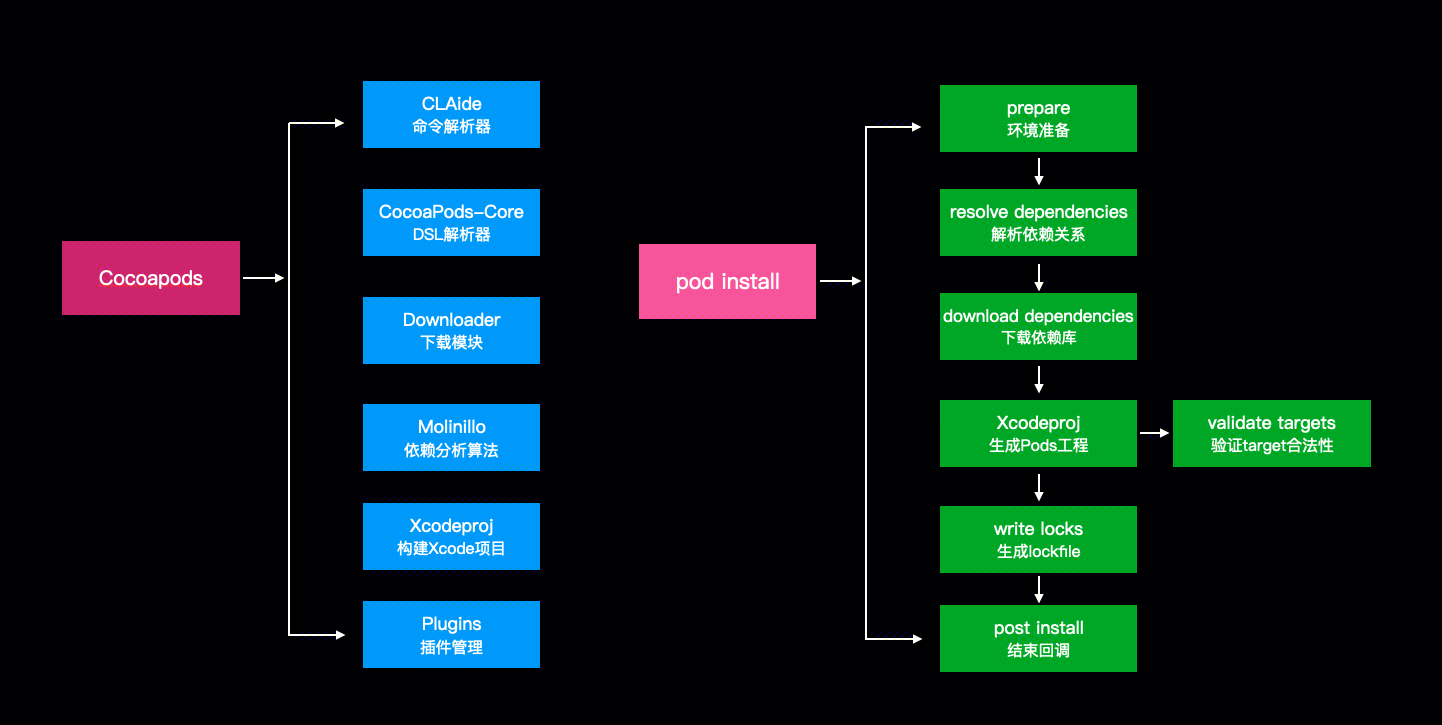 Cocoapods
CLAide
命令解析器
CocoaPods-Core
DSL解析器
Downloader
下载模块
Molinillo
依赖分析算法
Xcodeproj
构建Xcode项目
Plugins
插件管理
pod install
prepare
环境准备
resolve dependencies
解析依赖关系
download dependencies
下载依赖库
Xcodeproj
生成Pods工程
validate targets
验证target合法性
write locks
生成lockfile
post install
结束回调